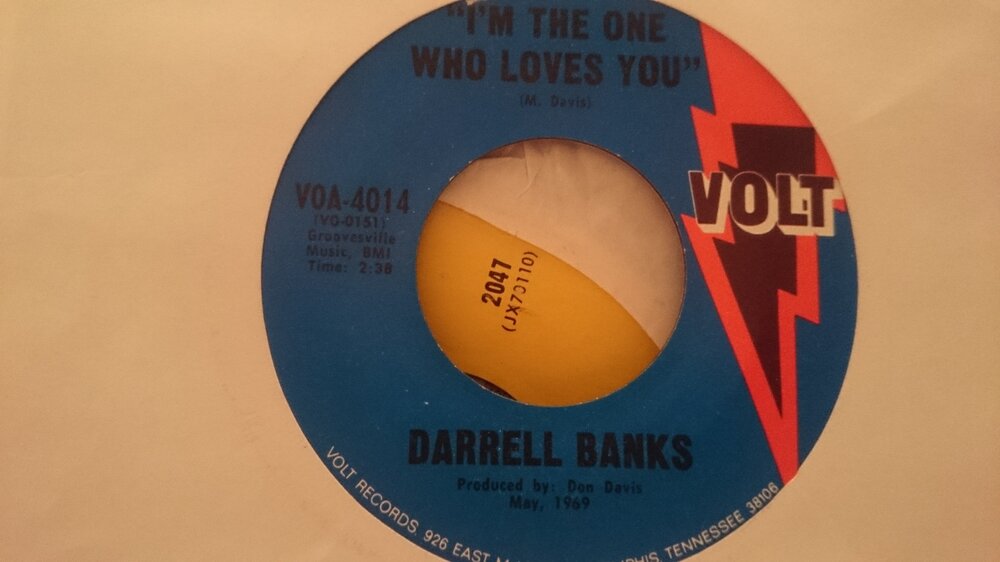 "I'M THE ONE
WHO LOVES YOU"
(M. Davis)
VOLT
VOA-4014
(VO-0151)
Groovesville
Music, BMI
Time: 2:38
2047
(JX70110)
DARRELL BANKS
Produced by: Don Davis
May, 1969
VOLT RECORDS, 926 EAST TENNESSEE 38106